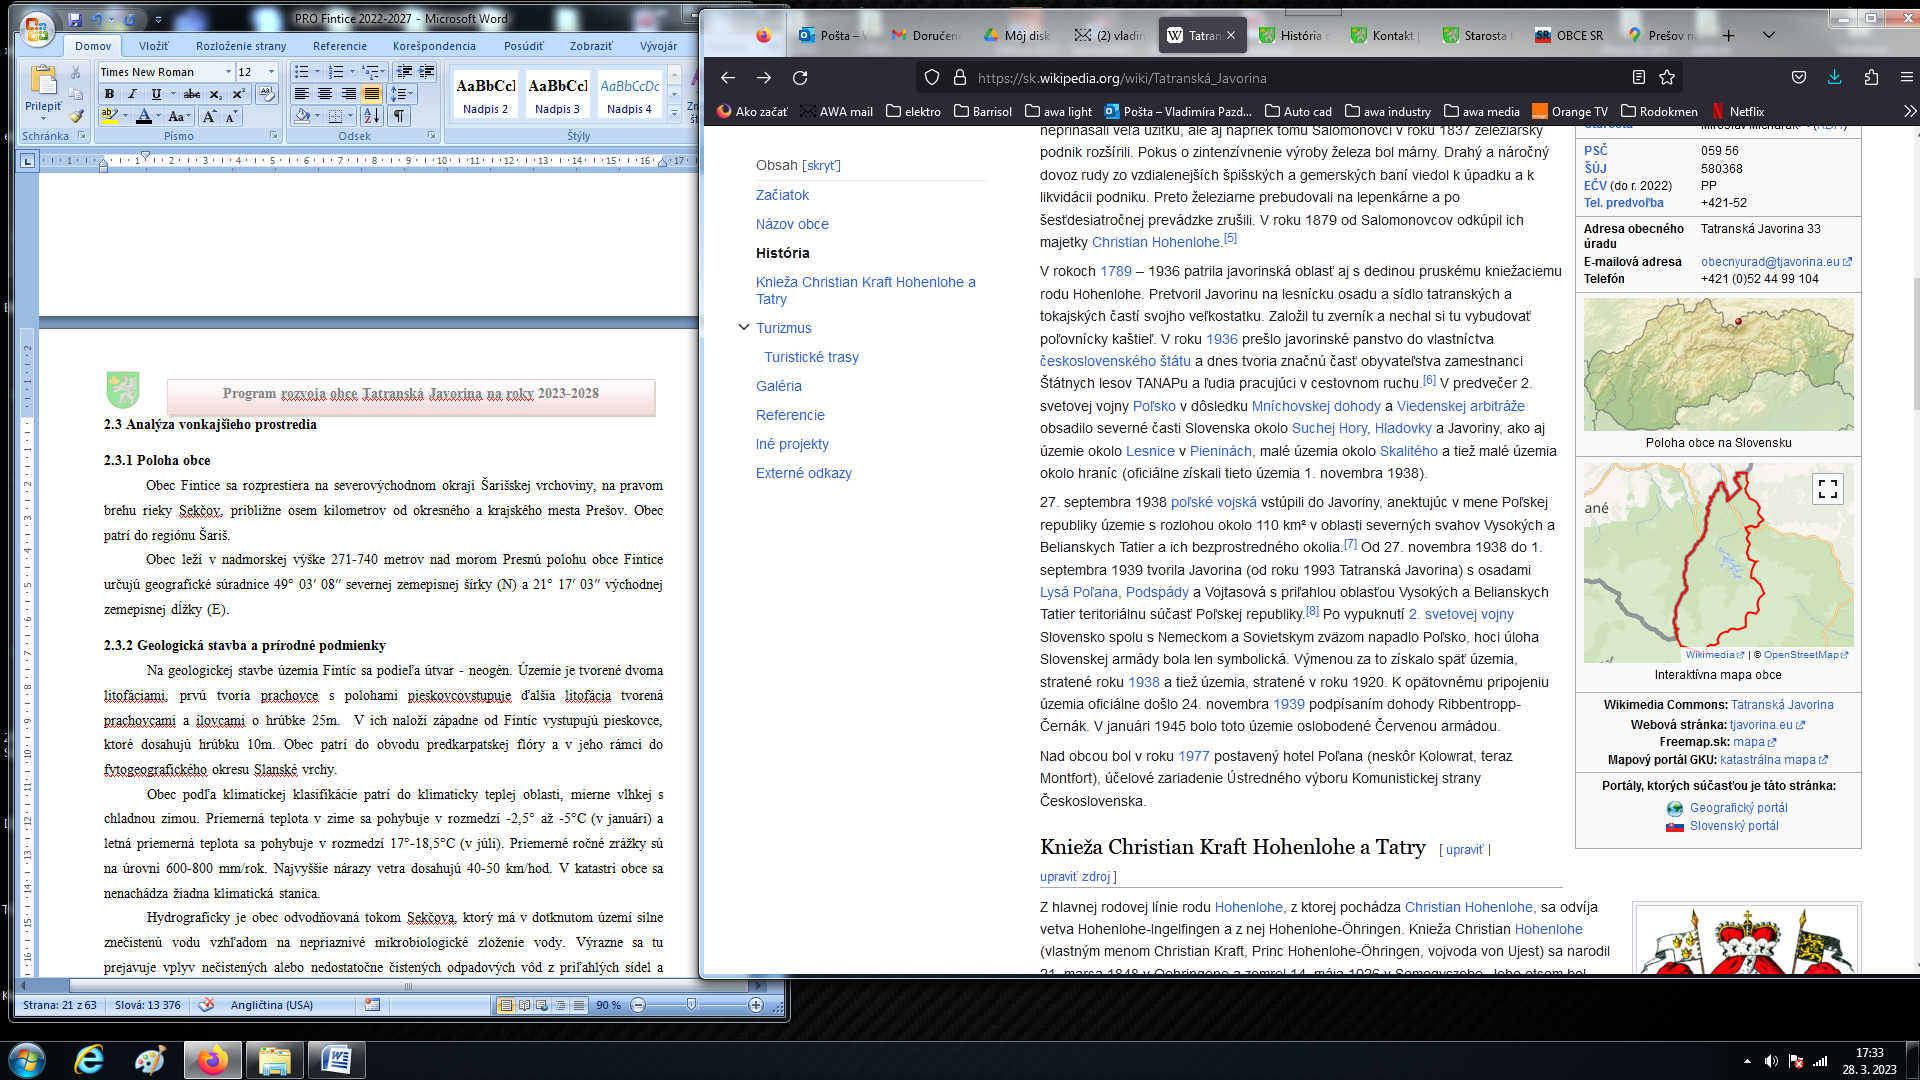 PRO Fintice 2022-2027 - Microsoft Word
Domov Vložiť Rozloženie strany Referencie Korešpondencia Posúdiť Zobraziť Vývojár
Prilepiť
Times New Roman 12
AaBbCcI AaBbCcI AaBbCcDc
Nadpis 2 Nadpis 3 Nadpis 4
Schránka Písmo Odsek Štýly
Program rozvoja obce Tatranská Javorina na roky 2023-2028
2.3 Analýza vonkajšieho prostredia
2.3.1 Poloha obce
Obec Fintice sa rozprestiera na severovýchodnom okraji Šarišskej vrchoviny, na pravom
brehu rieky Sekčov, približne osem kilometrov od okresného a krajského mesta Prešov. Obec
patrí do regiónu Šariš.
Obec leží v nadmorskej výške 271-740 metrov nad morom Presnú polohu obce Fintice
určujú geografické súradnice 49° 03′ 08″ severnej zemepisnej šírky (N) a 21° 17′ 03″ východnej
zemepisnej dĺžky (E).
2.3.2 Geologická stavba a prírodné podmienky
Na geologickej stavbe územia Fintíc sa podieľa útvar - neogén. Územie je tvorené dvoma
litofáciami, prvú tvoria prachovce s polohami pieskovcovstupuje ďalšia litofácia tvorená
prachovcami a ílovcami o hrúbke 25m. V ich naloží západne od Fintíc vystupujú pieskovce,
ktoré dosahujú hrúbku 10m. Obec patrí do obvodu predkarpatskej flóry a v jeho rámci do
fytogeografického okresu Slanské vrchy.
Obec podľa klimatickej klasifikácie patrí do klimaticky teplej oblasti, mierne vlhkej s
chladnou zimou. Priemerná teplota v zime sa pohybuje v rozmedzí -2,5° až -5°C (v januári) a
letná priemerná teplota sa pohybuje v rozmedzí 17°-18,5°C (v júli). Priemerné ročné zrážky sú
na úrovni 600-800 mm/rok. Najvyššie nárazy vetra dosahujú 40-50 km/hod. V katastri obce sa
nenachádza žiadna klimatická stanica.
Hydrograficky je obec odvodňovaná tokom Sekčova, ktorý má v dotknutom území silne
znečistenú vodu vzhľadom na nepriaznivé mikrobiologické zloženie vody. Výrazne sa tu
prejavuje vplyv nečistených alebo nedostatočne čistených odpadových vôd z priľahlých sídel a
Strana: 21 z 63 Slová: 13 376 Angličtina (USA) 90 %
Pošta – Doručené Môj disk (2) vladim Tatran História Kontakt Starosta OBCE SR Prešov n
https://sk.wikipedia.org/wiki/Tatranská_Javorina
Ako začať AWA mail elektro Barrisol awa light Pošta – Vladimíra Pazd... Auto cad awa industry awa media Orange TV Rodokmen Netflix
Obsah [skryť]
Začiatok
Názov obce
História
Knieža Christian Kraft Hohenlohe a
Tatry
Turizmus
Turistické trasy
Galéria
Referencie
Iné projekty
Externé odkazy
neprinášali veľa úžitku, ale aj napriek tomu Salomonovci v roku 1837 železiarsky
podnik rozšírili. Pokus o zintenzívnenie výroby železa bol márny. Drahý a náročný
dovoz rudy zo vzdialenejších špišských a gemerských baní viedol k úpadku a k
likvidácii podniku. Preto železiarne prebudovali na lepenkárne a po
šesťdesiatročnej prevádzke zrušili. V roku 1879 od Salomonovcov odkúpil ich
majetky Christian Hohenlohe.[5]
V rokoch 1789 – 1936 patrila javorinská oblasť aj s dedinou pruskému kniežaciemu
rodu Hohenlohe. Pretvoril Javorinu na lesnícku osadu a sídlo tatranských a
tokajských častí svojho veľkostatku. Založil tu zverník a nechal si tu vybudovať
poľovnícky kaštieľ. V roku 1936 prešlo javorinské panstvo do vlastníctva
československého štátu a dnes tvoria značnú časť obyvateľstva zamestnanci
Štátnych lesov TANAPu a ľudia pracujúci v cestovnom ruchu.[6] V predvečer 2.
svetovej vojny Poľsko v dôsledku Mníchovskej dohody a Viedenskej arbitráže
obsadilo severné časti Slovenska okolo Suchej Hory, Hladovky a Javoriny, ako aj
územie okolo Lesnice v Pieninách, malé územia okolo Skalitého a tiež malé územia
okolo hraníc (oficiálne získali tieto územia 1. novembra 1938).
27. septembra 1938 poľské vojská vstúpili do Javoriny, anektujúc v mene Poľskej
republiky územie s rozlohou okolo 110 km² v oblasti severných svahov Vysokých a
Belianskych Tatier a ich bezprostredného okolia.[7] Od 27. novembra 1938 do 1.
septembra 1939 tvorila Javorina (od roku 1993 Tatranská Javorina) s osadami
Lysá Poľana, Podspády a Vojtasová s priľahlou oblasťou Vysokých a Belianskych
Tatier teritoriálnu súčasť Poľskej republiky.[8] Po vypuknutí 2. svetovej vojny
Slovensko spolu s Nemeckom a Sovietskym zväzom napadlo Poľsko, hoci úloha
Slovenskej armády bola len symbolická. Výmenou za to získalo späť územia,
stratené roku 1938 a tiež územia, stratené v roku 1920. K opätovnému pripojeniu
územia oficiálne došlo 24. novembra 1939 podpísaním dohody Ribbentropp-
Černák. V januári 1945 bolo toto územie oslobodené Červenou armádou.
Nad obcou bol v roku 1977 postavený hotel Poľana (neskôr Kolowrat, teraz
Montfort), účelové zariadenie Ústredného výboru Komunistickej strany
Československa.
Knieža Christian Kraft Hohenlohe a Tatry [ upraviť |
upraviť zdroj ]
Z hlavnej rodovej línie rodu Hohenlohe, z ktorej pochádza Christian Hohenlohe, sa odvíja
vetva Hohenlohe-Ingelfingen a z nej Hohenlohe-Öhringen. Knieža Christian Hohenlohe
(vlastným menom Christian Kraft, Princ Hohenlohe-Öhringen, vojvoda von Ujest) sa narodil
21. marca 1848 v Oehringene a zomrel 14. mája 1926 v Somogyszobe. Jeho otcom bol
PSČ 059 56
ŠÚJ 580368
EČV (do r. 2022) PP
Tel. predvoľba +421-52
Adresa obecného úradu Tatranská Javorina 33
E-mailová adresa obecnyurad@tjavorina.eu
Telefón +421 (0)52 44 99 104
Poloha obce na Slovensku
ané
Wikimedia | © OpenStreetMap
Interaktívna mapa obce
Wikimedia Commons: Tatranská Javorina
Webová stránka: tjavorina.eu
Freemap.sk: mapa
Mapový portál GKU: katastrálna mapa
Portály, ktorých súčasťou je táto stránka:
Geografický portál
Slovenský portál
17:33
28. 3. 2023